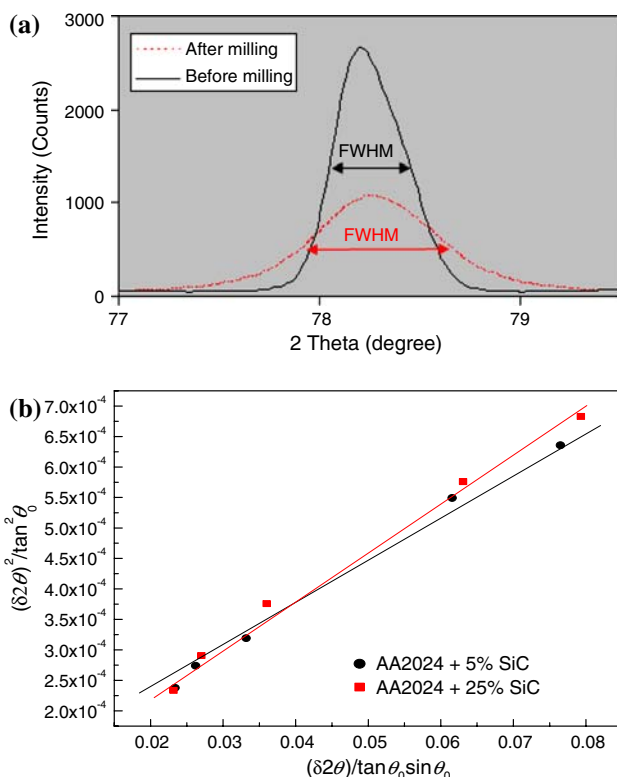 (a)
3000
2000
1000
0
Intensity (Counts)
After milling
Before milling
FWHM
FWHM
77
78
79
2 Theta (degree)
(b)
7.0x10⁻⁴
6.5x10⁻⁴
6.0x10⁻⁴
5.5x10⁻⁴
5.0x10⁻⁴
4.5x10⁻⁴
4.0x10⁻⁴
3.5x10⁻⁴
3.0x10⁻⁴
2.5x10⁻⁴
2.0x10⁻⁴
(δ2θ)²/tan²θ₀
AA2024 + 5% SiC
AA2024 + 25% SiC
0.02 0.03 0.04 0.05 0.06 0.07 0.08
(δ2θ)/tanθ₀sinθ₀